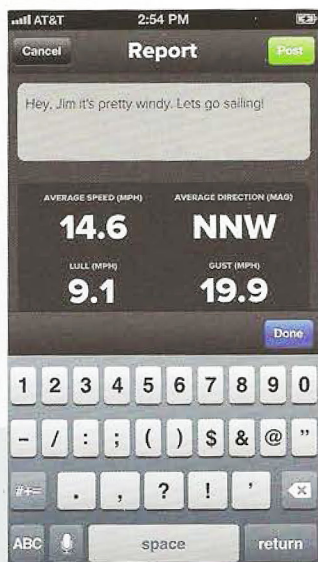 AT&T 2:54 PM
Cancel Report Post
Hey, Jim it's pretty windy. Lets go sailing!
AVERAGE SPEED (MPH) AVERAGE DIRECTION (MAG)
14.6 NNW
LULL (MPH) GUST (MPH)
9.1 19.9
Done
1 2 3 4 5 6 7 8 9 0
- / : ; ( ) $ & @ "
#+= . , ? ! '
ABC space return